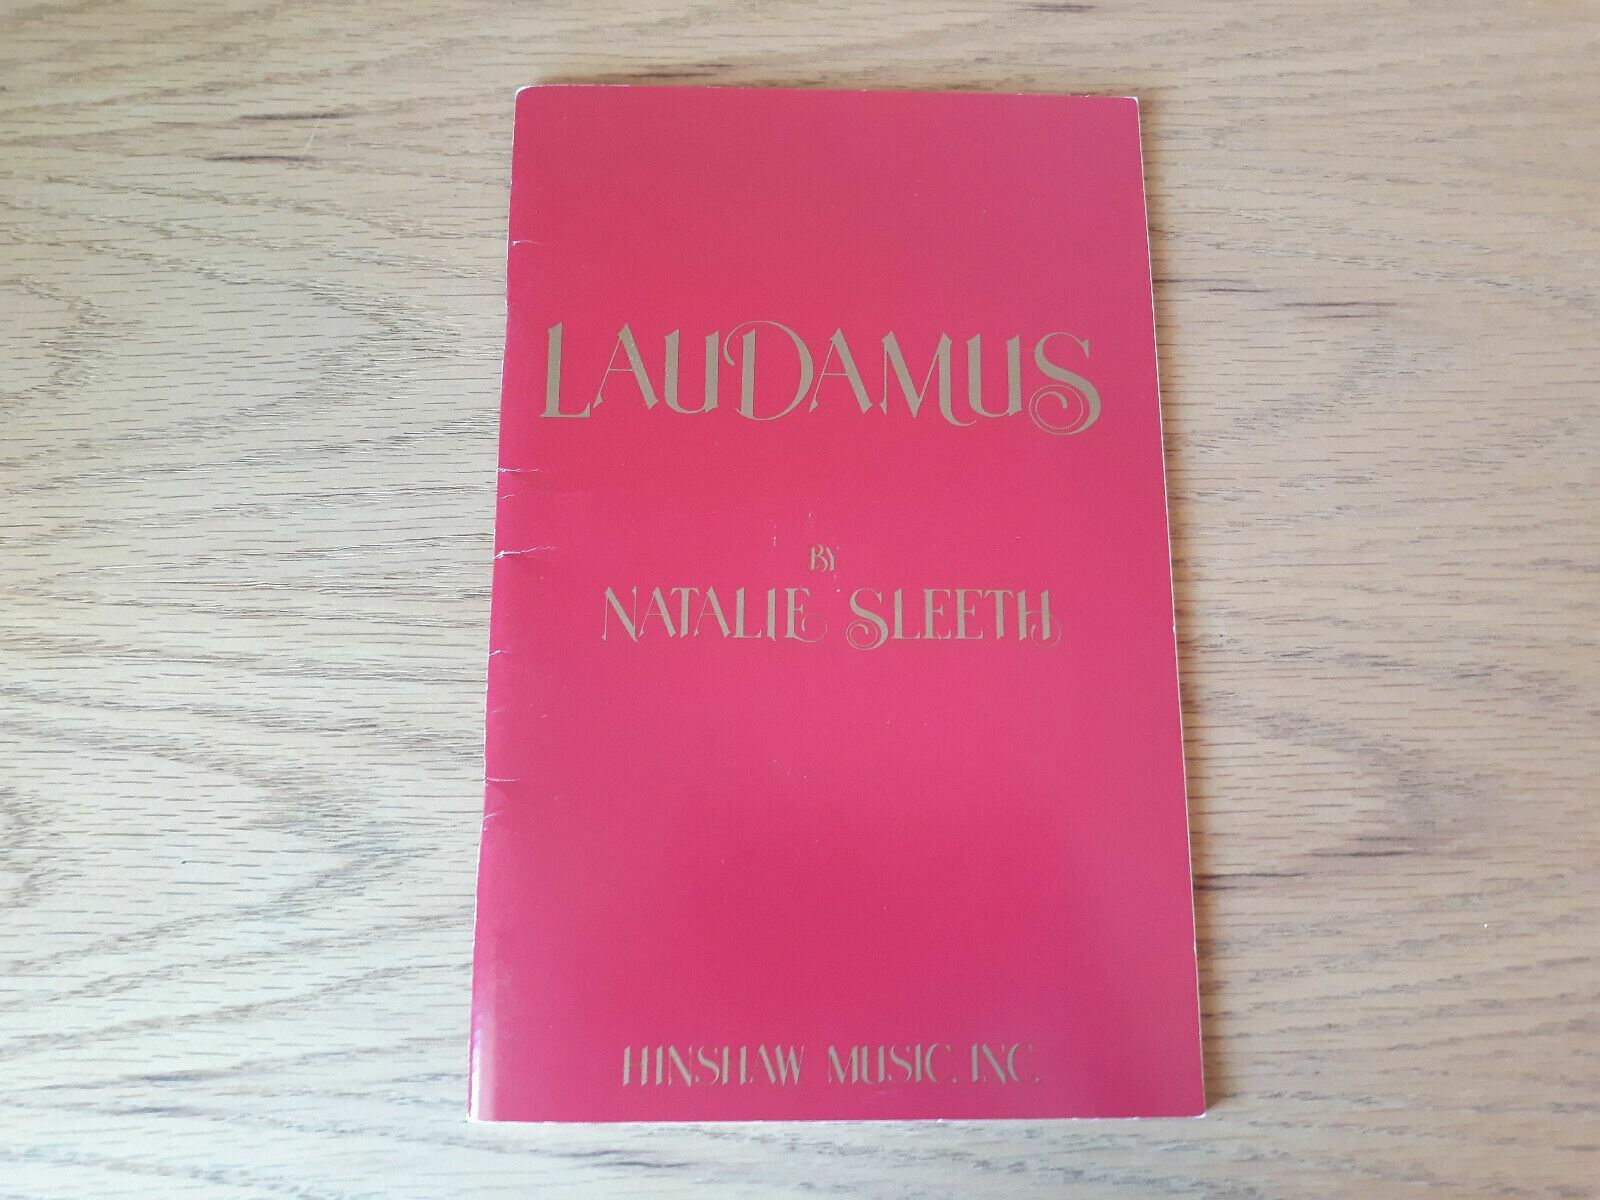 LAUDAMUS
BY
NATALIE SLEETH
HINSHAW MUSIC, INC.